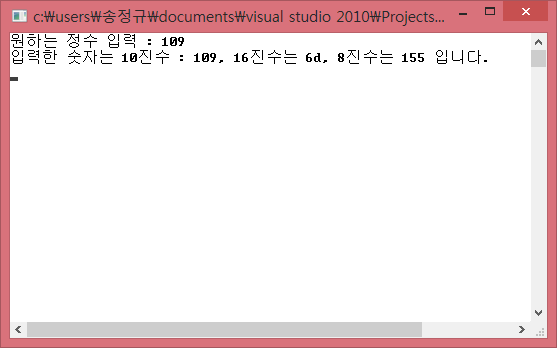 c:₩users₩송정규₩documents₩visual studio 2010₩Projects...
원하는 정수 입력 : 109
입력한 숫자는 10진수 : 109, 16진수는 6d, 8진수는 155 입니다.